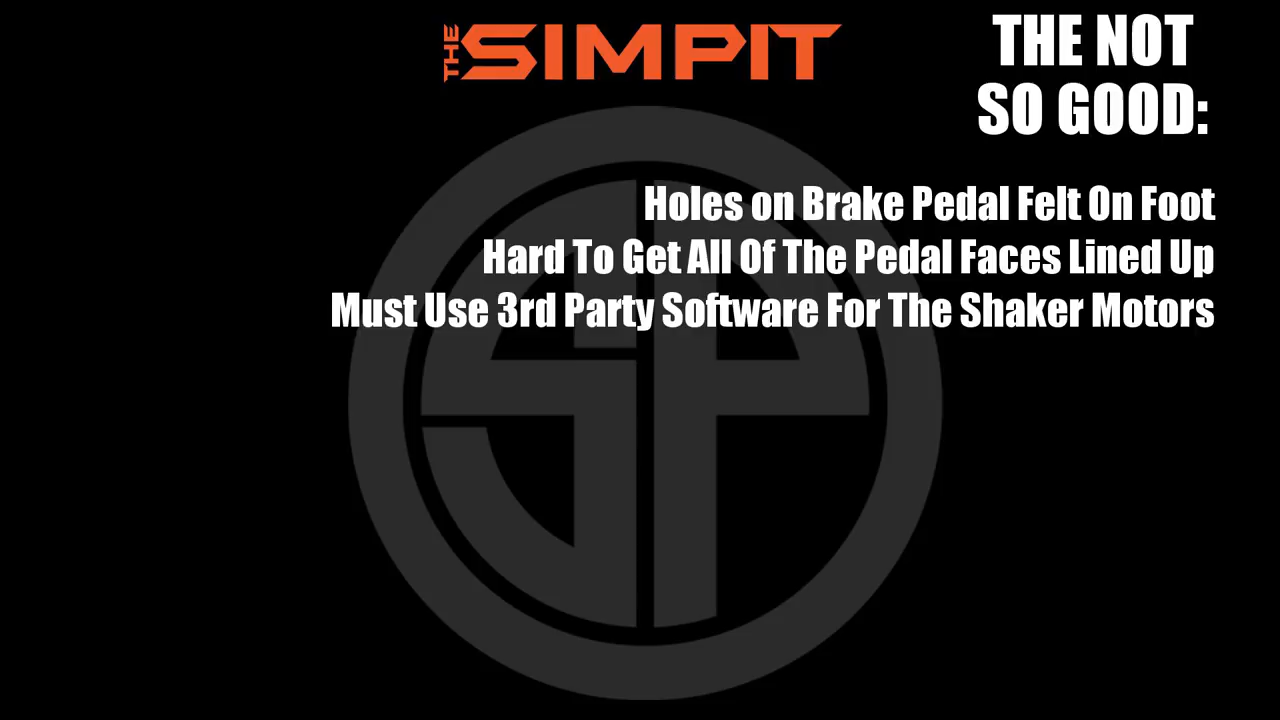 THE SIMPIT
THE NOT
SO GOOD:
Holes on Brake Pedal Felt On Foot
Hard To Get All Of The Pedal Faces Lined Up
Must Use 3rd Party Software For The Shaker Motors
SP